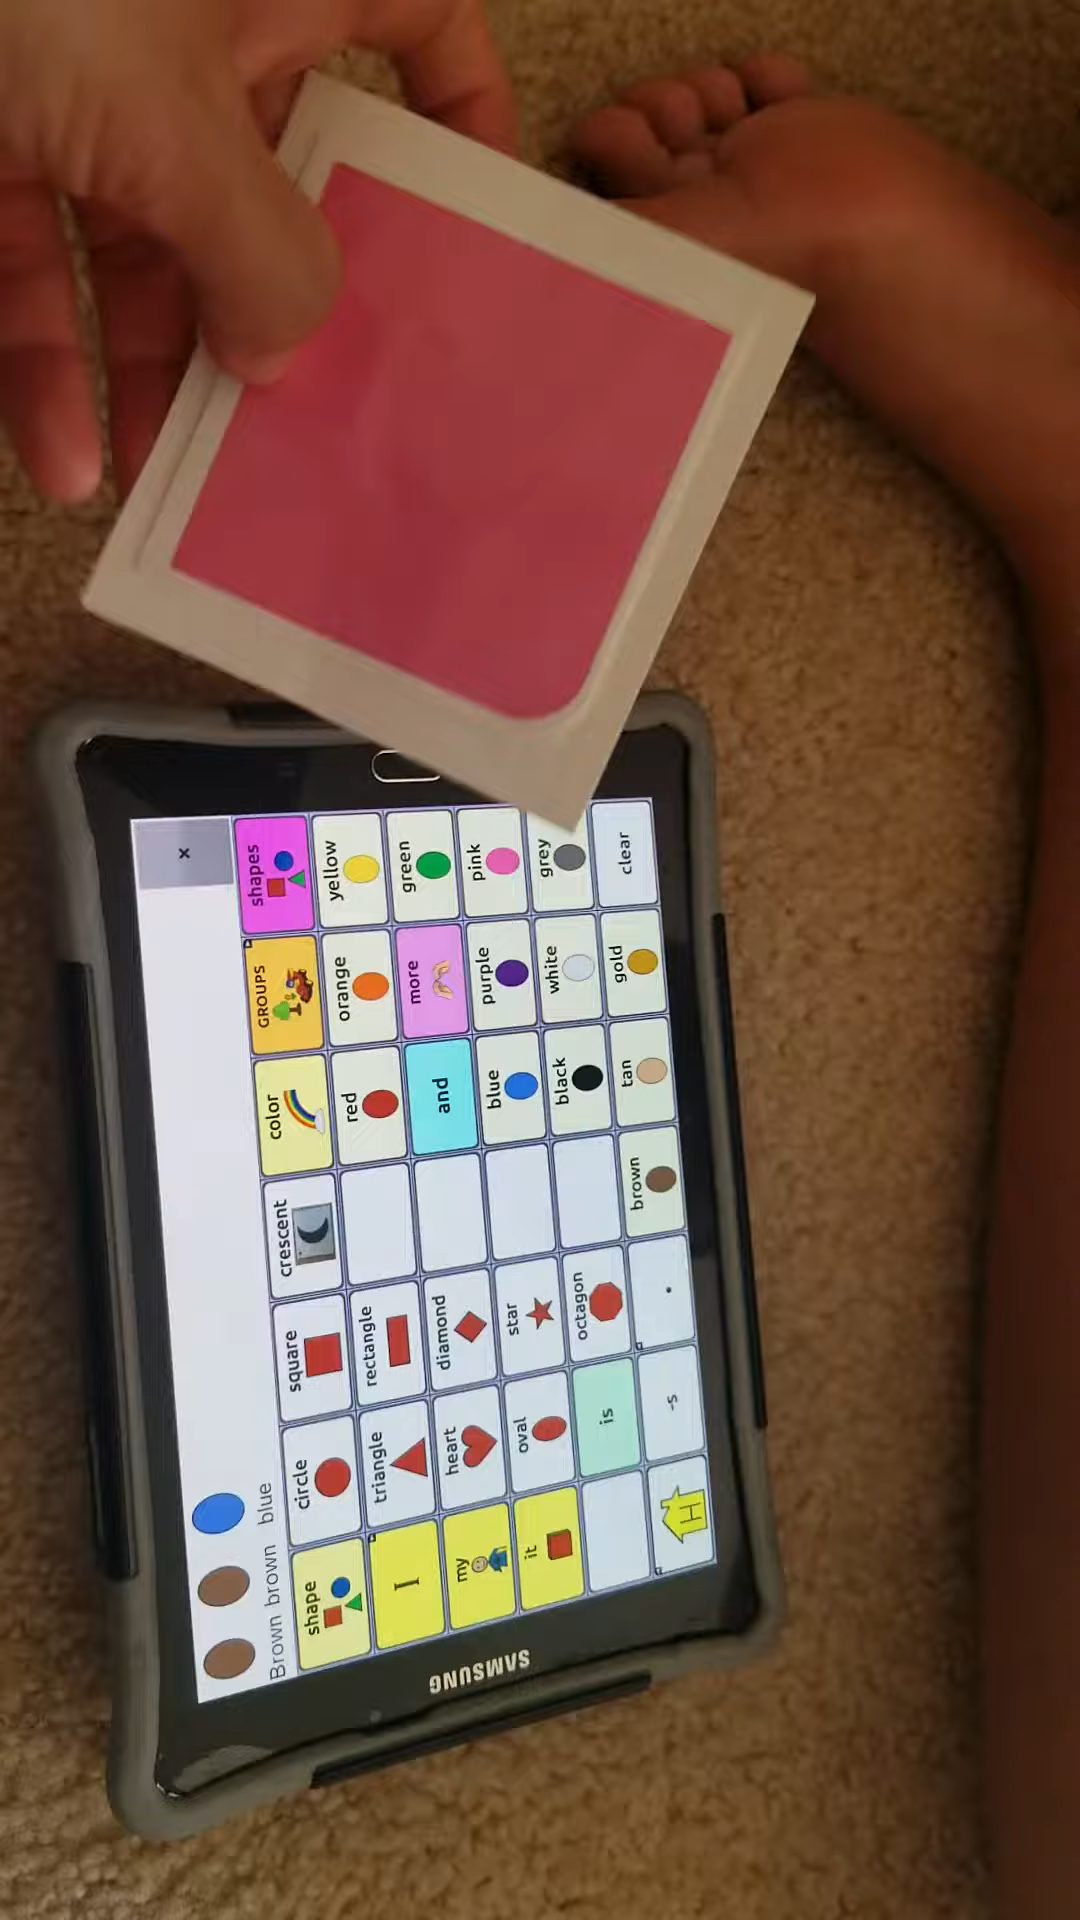 x
Brown brown blue
shape circle square crescent color GROUPS shapes
I triangle rectangle red orange yellow
my heart diamond and more green
it oval star blue purple pink
is octagon black white grey
H -s . brown tan gold clear
SAMSUNG